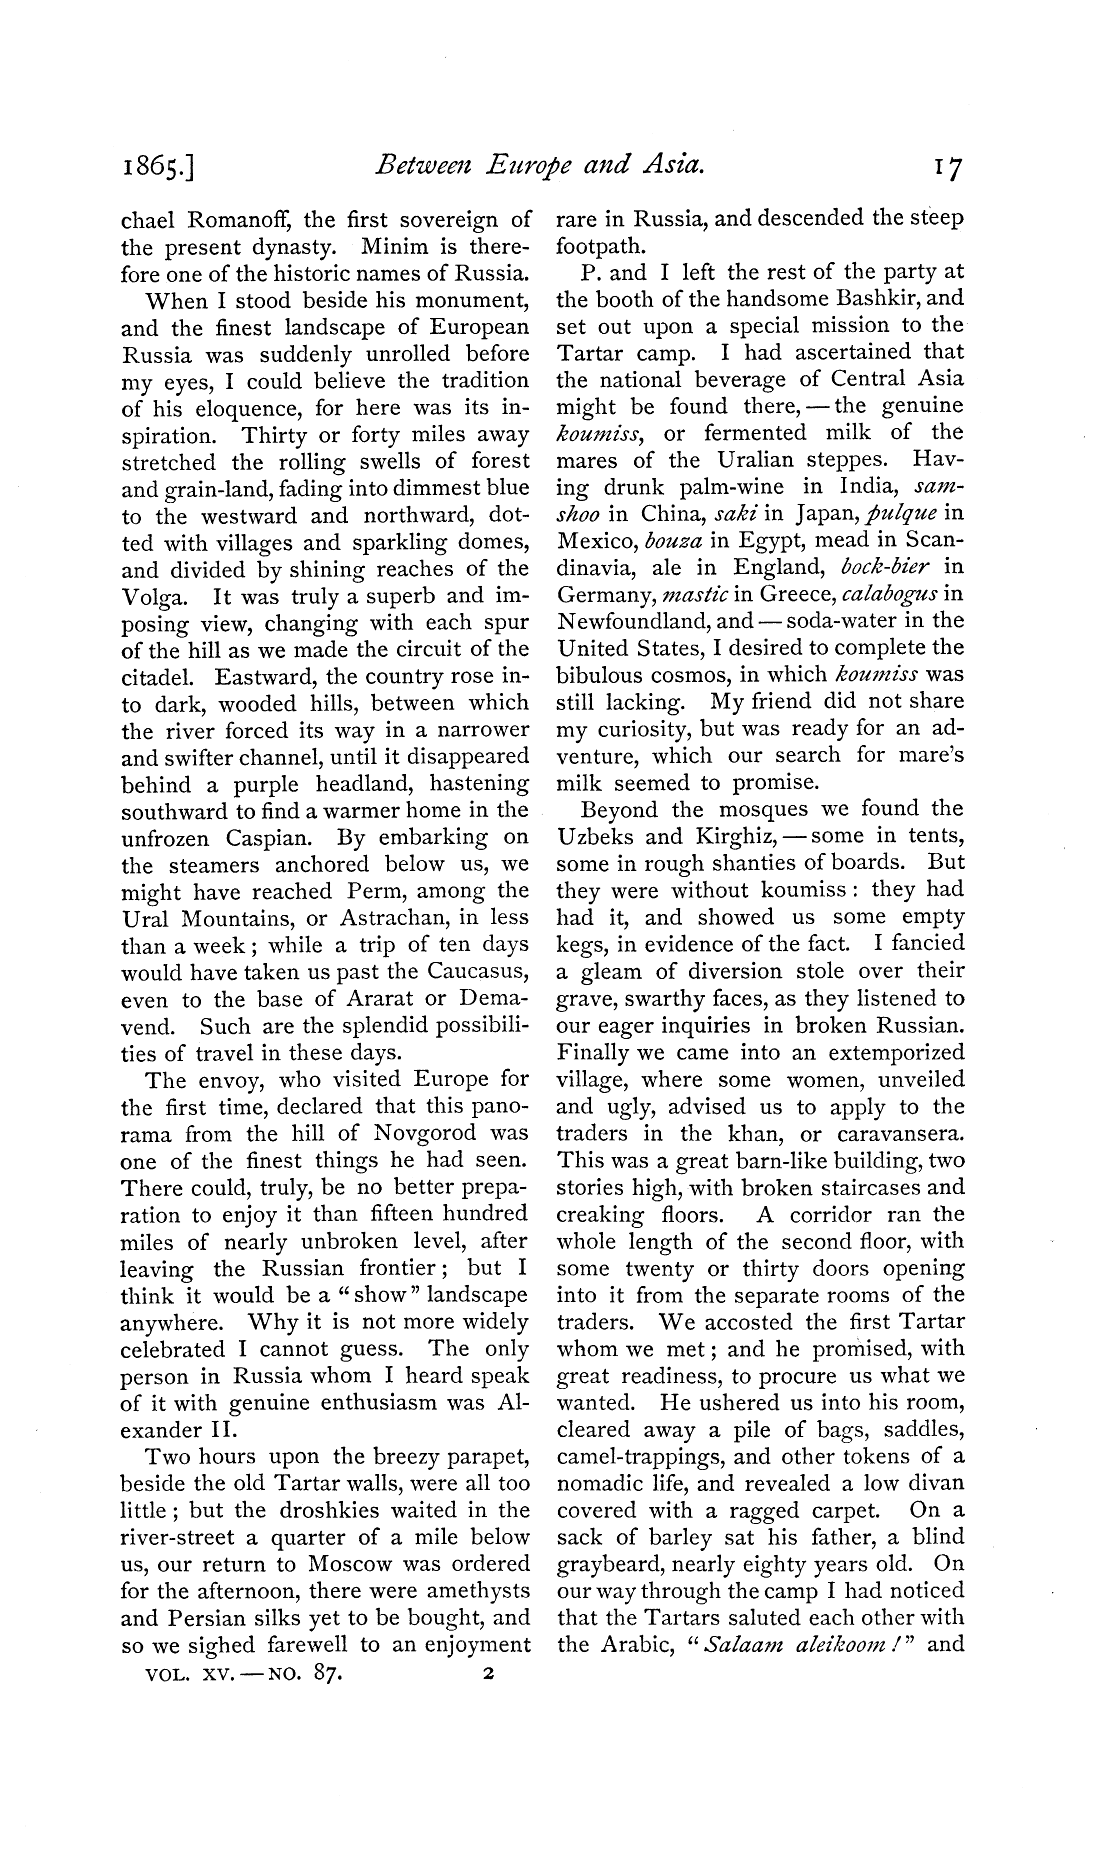 1865.] Between Europe and Asia. 17
chael Romanoff, the first sovereign of
the present dynasty. Minim is there-
fore one of the historic names of Russia.
When I stood beside his monument,
and the finest landscape of European
Russia was suddenly unrolled before
my eyes, I could believe the tradition
of his eloquence, for here was its in-
spiration. Thirty or forty miles away
stretched the rolling swells of forest
and grain-land, fading into dimmest blue
to the westward and northward, dot-
ted with villages and sparkling domes,
and divided by shining reaches of the
Volga. It was truly a superb and im-
posing view, changing with each spur
of the hill as we made the circuit of the
citadel. Eastward, the country rose in-
to dark, wooded hills, between which
the river forced its way in a narrower
and swifter channel, until it disappeared
behind a purple headland, hastening
southward to find a warmer home in the
unfrozen Caspian. By embarking on
the steamers anchored below us, we
might have reached Perm, among the
Ural Mountains, or Astrachan, in less
than a week; while a trip of ten days
would have taken us past the Caucasus,
even to the base of Ararat or Dema-
vend. Such are the splendid possibili-
ties of travel in these days.
The envoy, who visited Europe for
the first time, declared that this pano-
rama from the hill of Novgorod was
one of the finest things he had seen.
There could, truly, be no better prepa-
ration to enjoy it than fifteen hundred
miles of nearly unbroken level, after
leaving the Russian frontier; but I
think it would be a "show" landscape
anywhere. Why it is not more widely
celebrated I cannot guess. The only
person in Russia whom I heard speak
of it with genuine enthusiasm was Al-
exander II.
Two hours upon the breezy parapet,
beside the old Tartar walls, were all too
little; but the droshkies waited in the
river-street a quarter of a mile below
us, our return to Moscow was ordered
for the afternoon, there were amethysts
and Persian silks yet to be bought, and
so we sighed farewell to an enjoyment
VOL. XV. — NO. 87. 2
rare in Russia, and descended the steep
footpath.
P. and I left the rest of the party at
the booth of the handsome Bashkir, and
set out upon a special mission to the
Tartar camp. I had ascertained that
the national beverage of Central Asia
might be found there, — the genuine
koumiss, or fermented milk of the
mares of the Uralian steppes. Hav-
ing drunk palm-wine in India, sam-
shoo in China, saki in Japan, pulque in
Mexico, bouza in Egypt, mead in Scan-
dinavia, ale in England, bock-bier in
Germany, mastic in Greece, calabogus in
Newfoundland, and — soda-water in the
United States, I desired to complete the
bibulous cosmos, in which koumiss was
still lacking. My friend did not share
my curiosity, but was ready for an ad-
venture, which our search for mare's
milk seemed to promise.
Beyond the mosques we found the
Uzbeks and Kirghiz, — some in tents,
some in rough shanties of boards. But
they were without koumiss: they had
had it, and showed us some empty
kegs, in evidence of the fact. I fancied
a gleam of diversion stole over their
grave, swarthy faces, as they listened to
our eager inquiries in broken Russian.
Finally we came into an extemporized
village, where some women, unveiled
and ugly, advised us to apply to the
traders in the khan, or caravansera.
This was a great barn-like building, two
stories high, with broken staircases and
creaking floors. A corridor ran the
whole length of the second floor, with
some twenty or thirty doors opening
into it from the separate rooms of the
traders. We accosted the first Tartar
whom we met; and he promised, with
great readiness, to procure us what we
wanted. He ushered us into his room,
cleared away a pile of bags, saddles,
camel-trappings, and other tokens of a
nomadic life, and revealed a low divan
covered with a ragged carpet. On a
sack of barley sat his father, a blind
graybeard, nearly eighty years old. On
our way through the camp I had noticed
that the Tartars saluted each other with
the Arabic, "Salaam aleikoom!" and